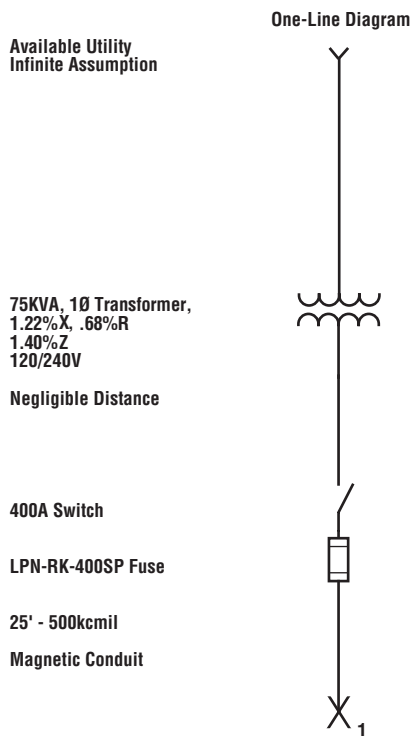 One-Line Diagram
Available Utility
Infinite Assumption
75KVA, 1Ø Transformer,
1.22%X, .68%R
1.40%Z
120/240V
Negligible Distance
400A Switch
LPN-RK-400SP Fuse
25' - 500kcmil
Magnetic Conduit
1